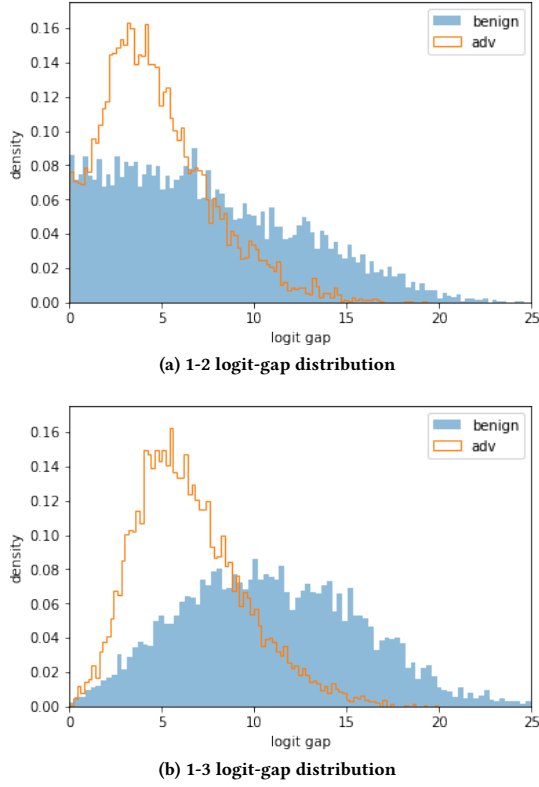 0.16
0.14
0.12
0.10
0.08
0.06
0.04
0.02
0.00
density
benign
adv
0 5 10 15 20 25
logit gap
(a) 1-2 logit-gap distribution
0.16
0.14
0.12
0.10
0.08
0.06
0.04
0.02
0.00
density
benign
adv
0 5 10 15 20 25
logit gap
(b) 1-3 logit-gap distribution